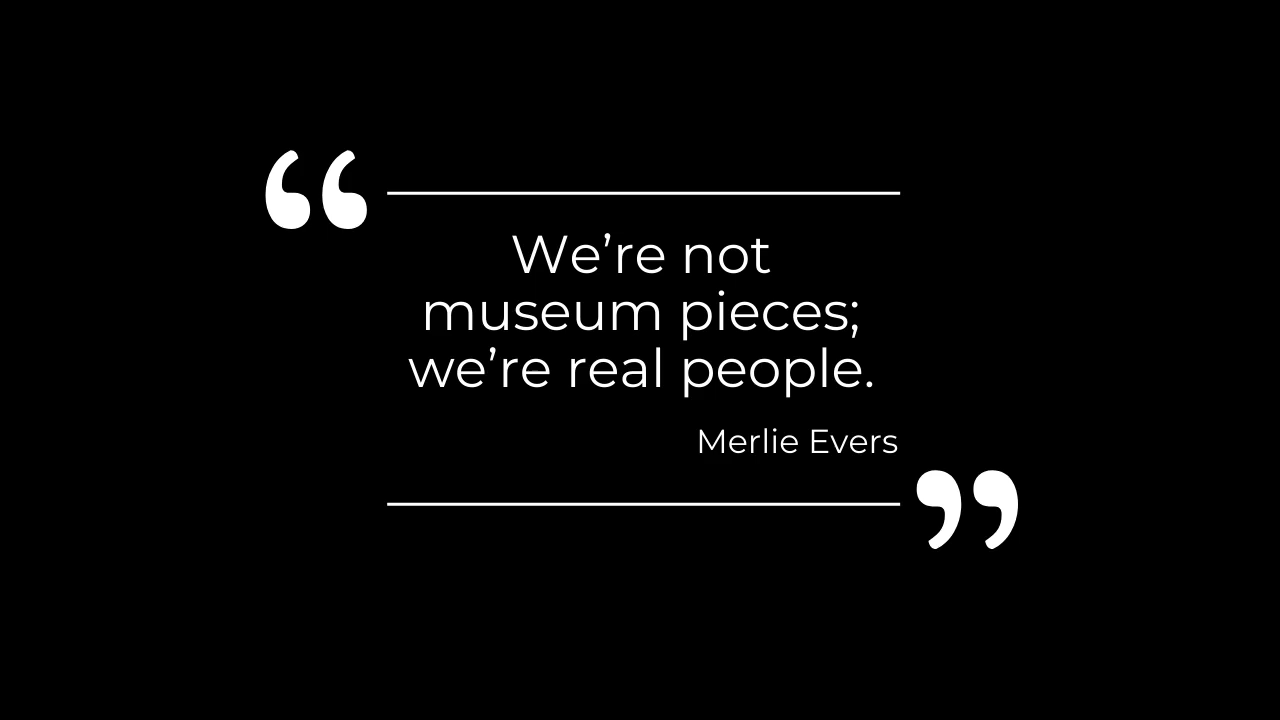 “
We’re not
museum pieces;
we’re real people.
Merlie Evers
”